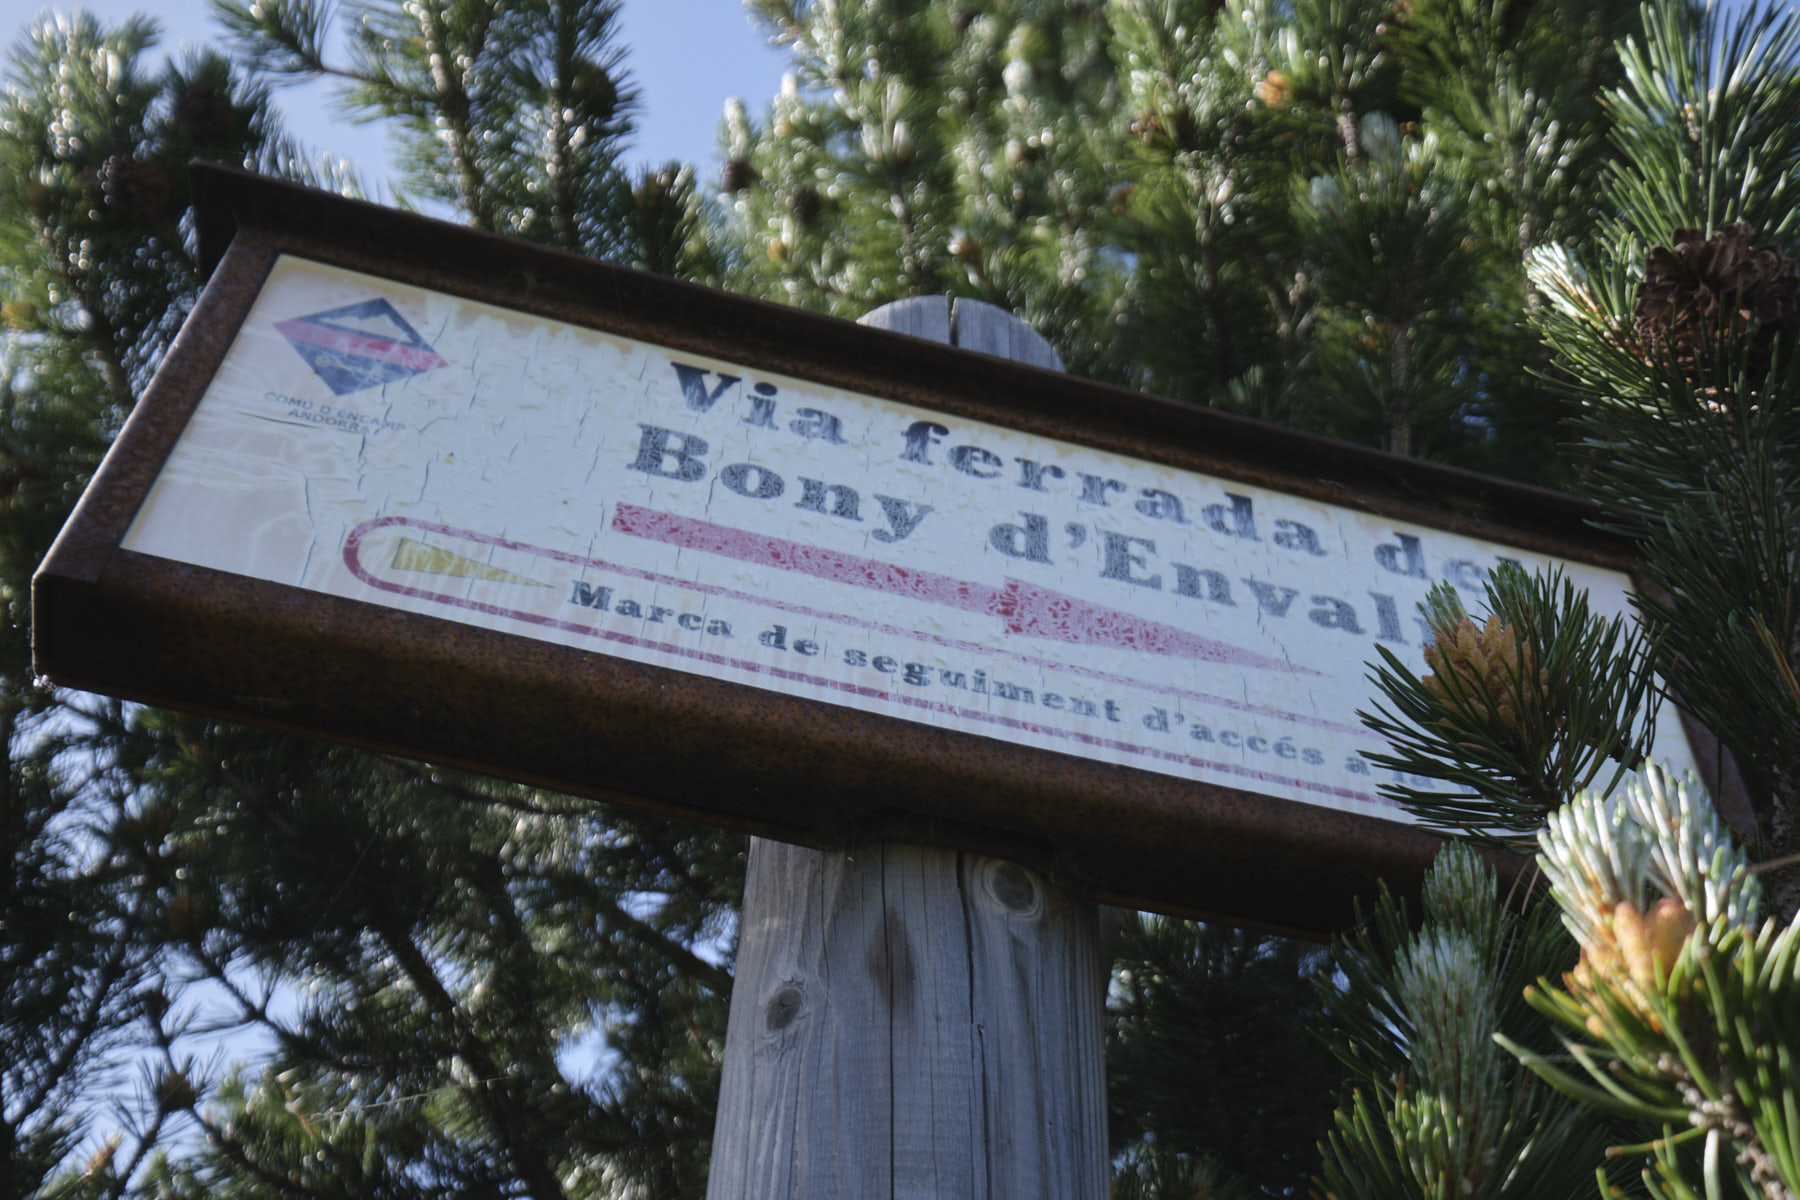 COMÚ D'ENCAMP
ANDORRA
Via ferrada del
Bony d'Envalira
Marca de seguiment d'accés a la